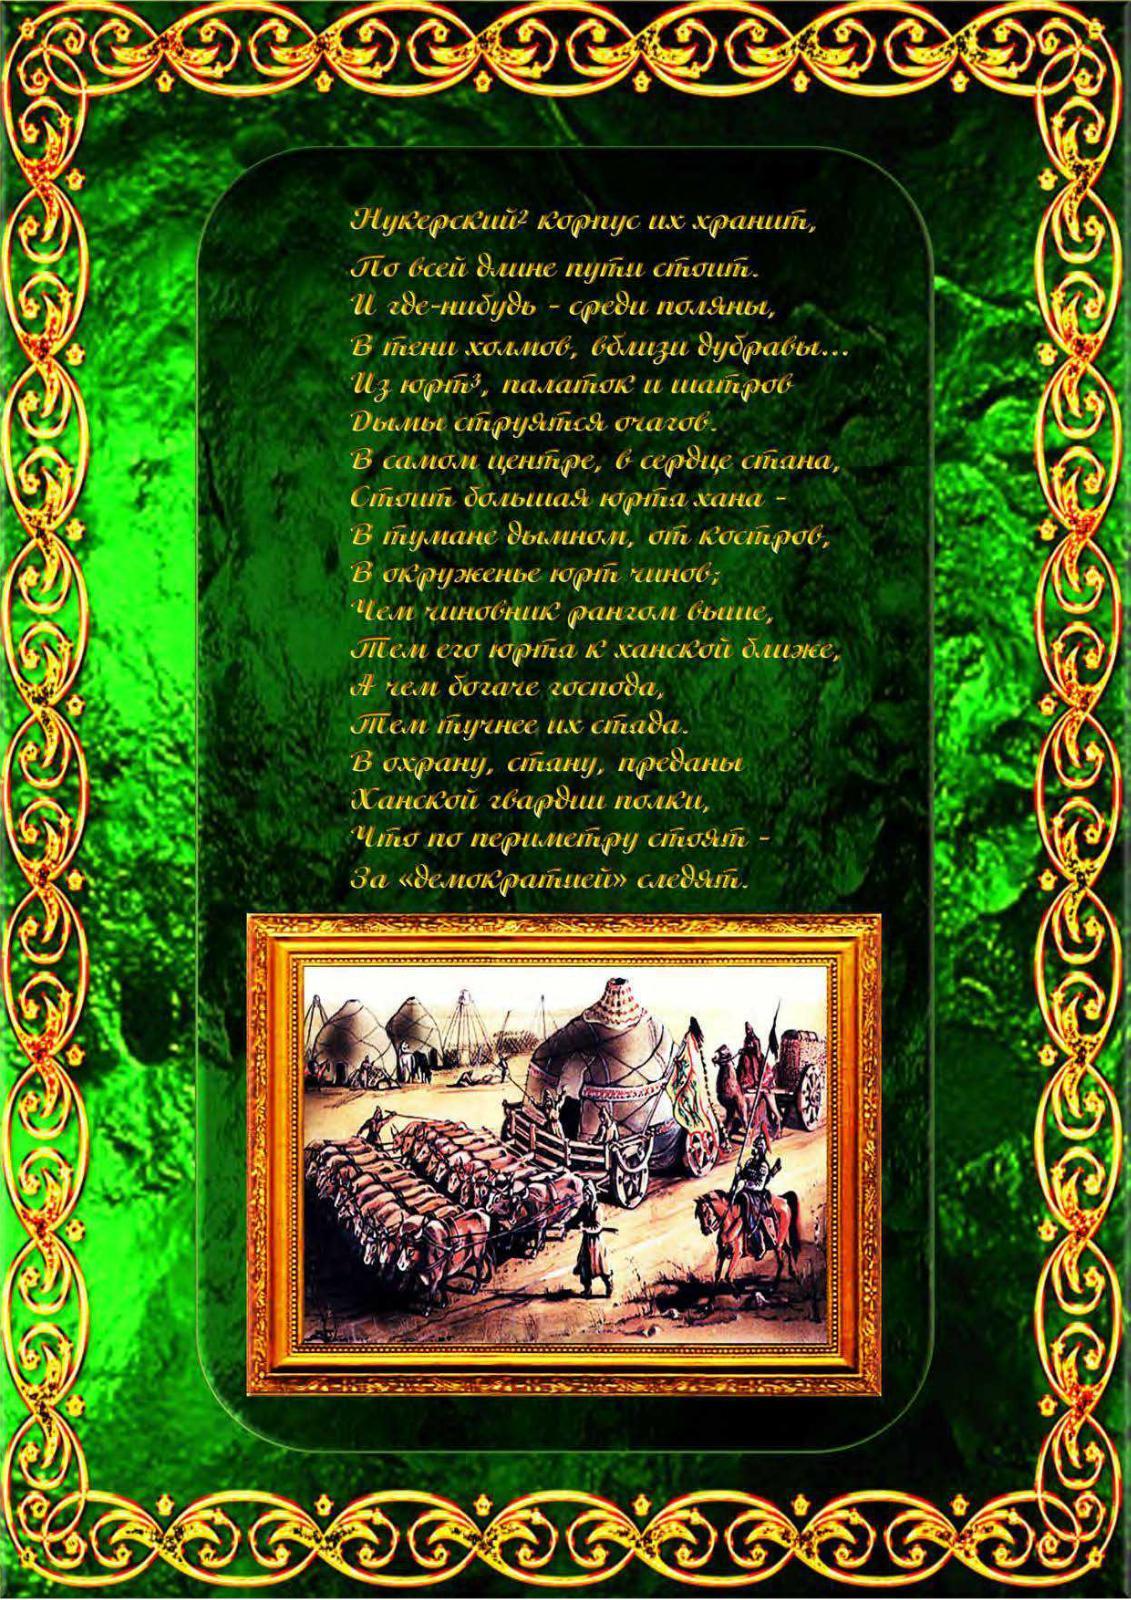 Нукерский² корпус их хранит,
По всей длине пути стоит.
И где-нибудь – среди поляны,
В тени холмов, вблизи дубравы...
Из юрт³, палаток и шатров
Дымы струятся очагов.
В самом центре, в сердце стана,
Стоит большая юрта хана –
В тумане дымном, от костров,
В окруженье юрт чинов;
Чем чиновник рангом выше,
Тем его юрта к ханской ближе,
А чем богаче господа,
Тем тучнее их стада.
В охрану, стану, преданы
Ханской гвардии полки,
Что по периметру стоят –
За «демократией» следят.